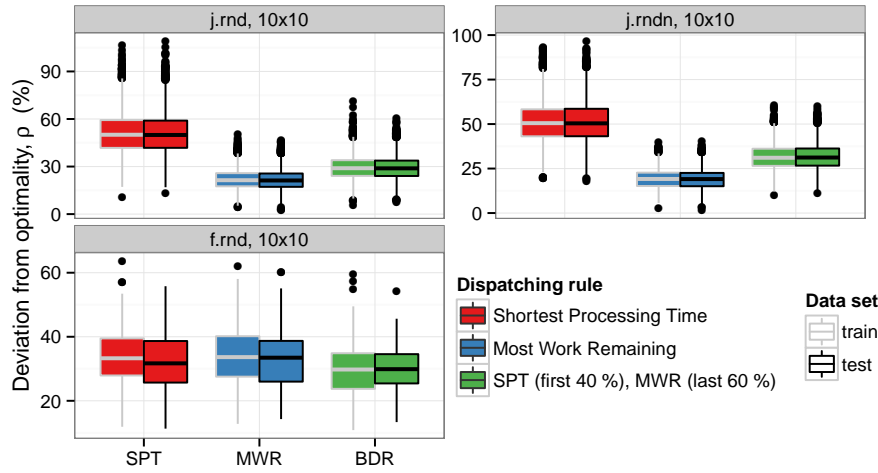 j.rnd, 10x10
j.rndn, 10x10
Deviation from optimality, ρ (%)
90
60
30
0
100
75
50
25
0
f.rnd, 10x10
60
40
20
SPT
MWR
BDR
Dispatching rule
Shortest Processing Time
Most Work Remaining
SPT (first 40 %), MWR (last 60 %)
Data set
train
test